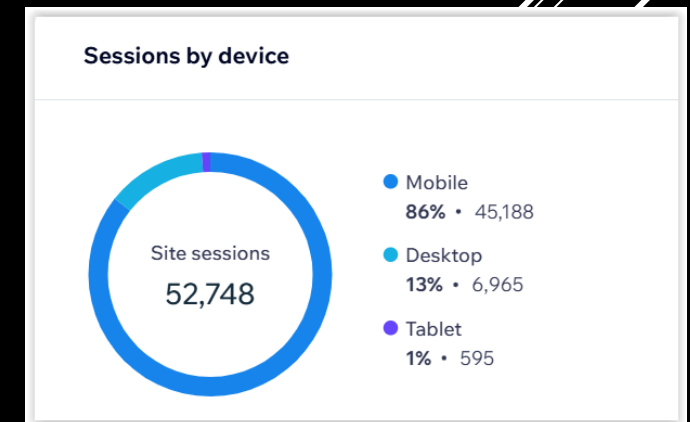 Sessions by device
Site sessions
52,748
Mobile
86% • 45,188
Desktop
13% • 6,965
Tablet
1% • 595